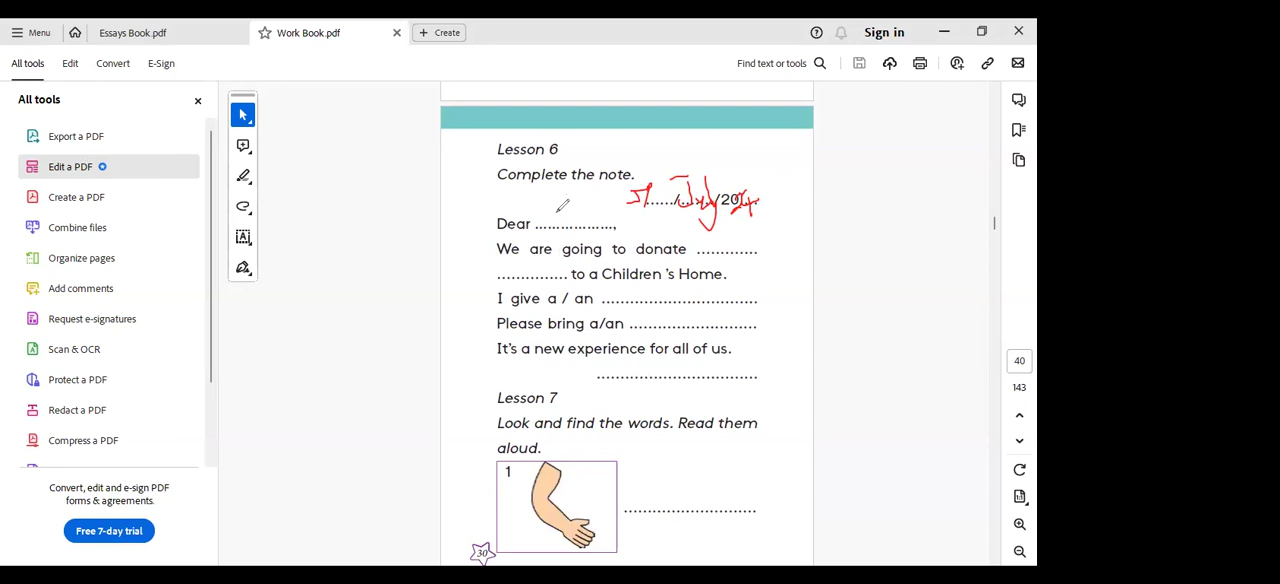 Menu
Essays Book.pdf
Work Book.pdf
Create
Sign in
All tools
Edit
Convert
E-Sign
Find text or tools
All tools
Export a PDF
Edit a PDF
Create a PDF
Combine files
Organize pages
Add comments
Request e-signatures
Scan & OCR
Protect a PDF
Redact a PDF
Compress a PDF
Convert, edit and e-sign PDF
forms & agreements.
Free 7-day trial
Lesson 6
Complete the note.
....../ July /2024
Dear ..................,
We are going to donate .............
............... to a Children 's Home.
I give a / an .................................
Please bring a/an ...........................
It's a new experience for all of us.
..................................
Lesson 7
Look and find the words. Read them
aloud.
1
............................
30
40
143